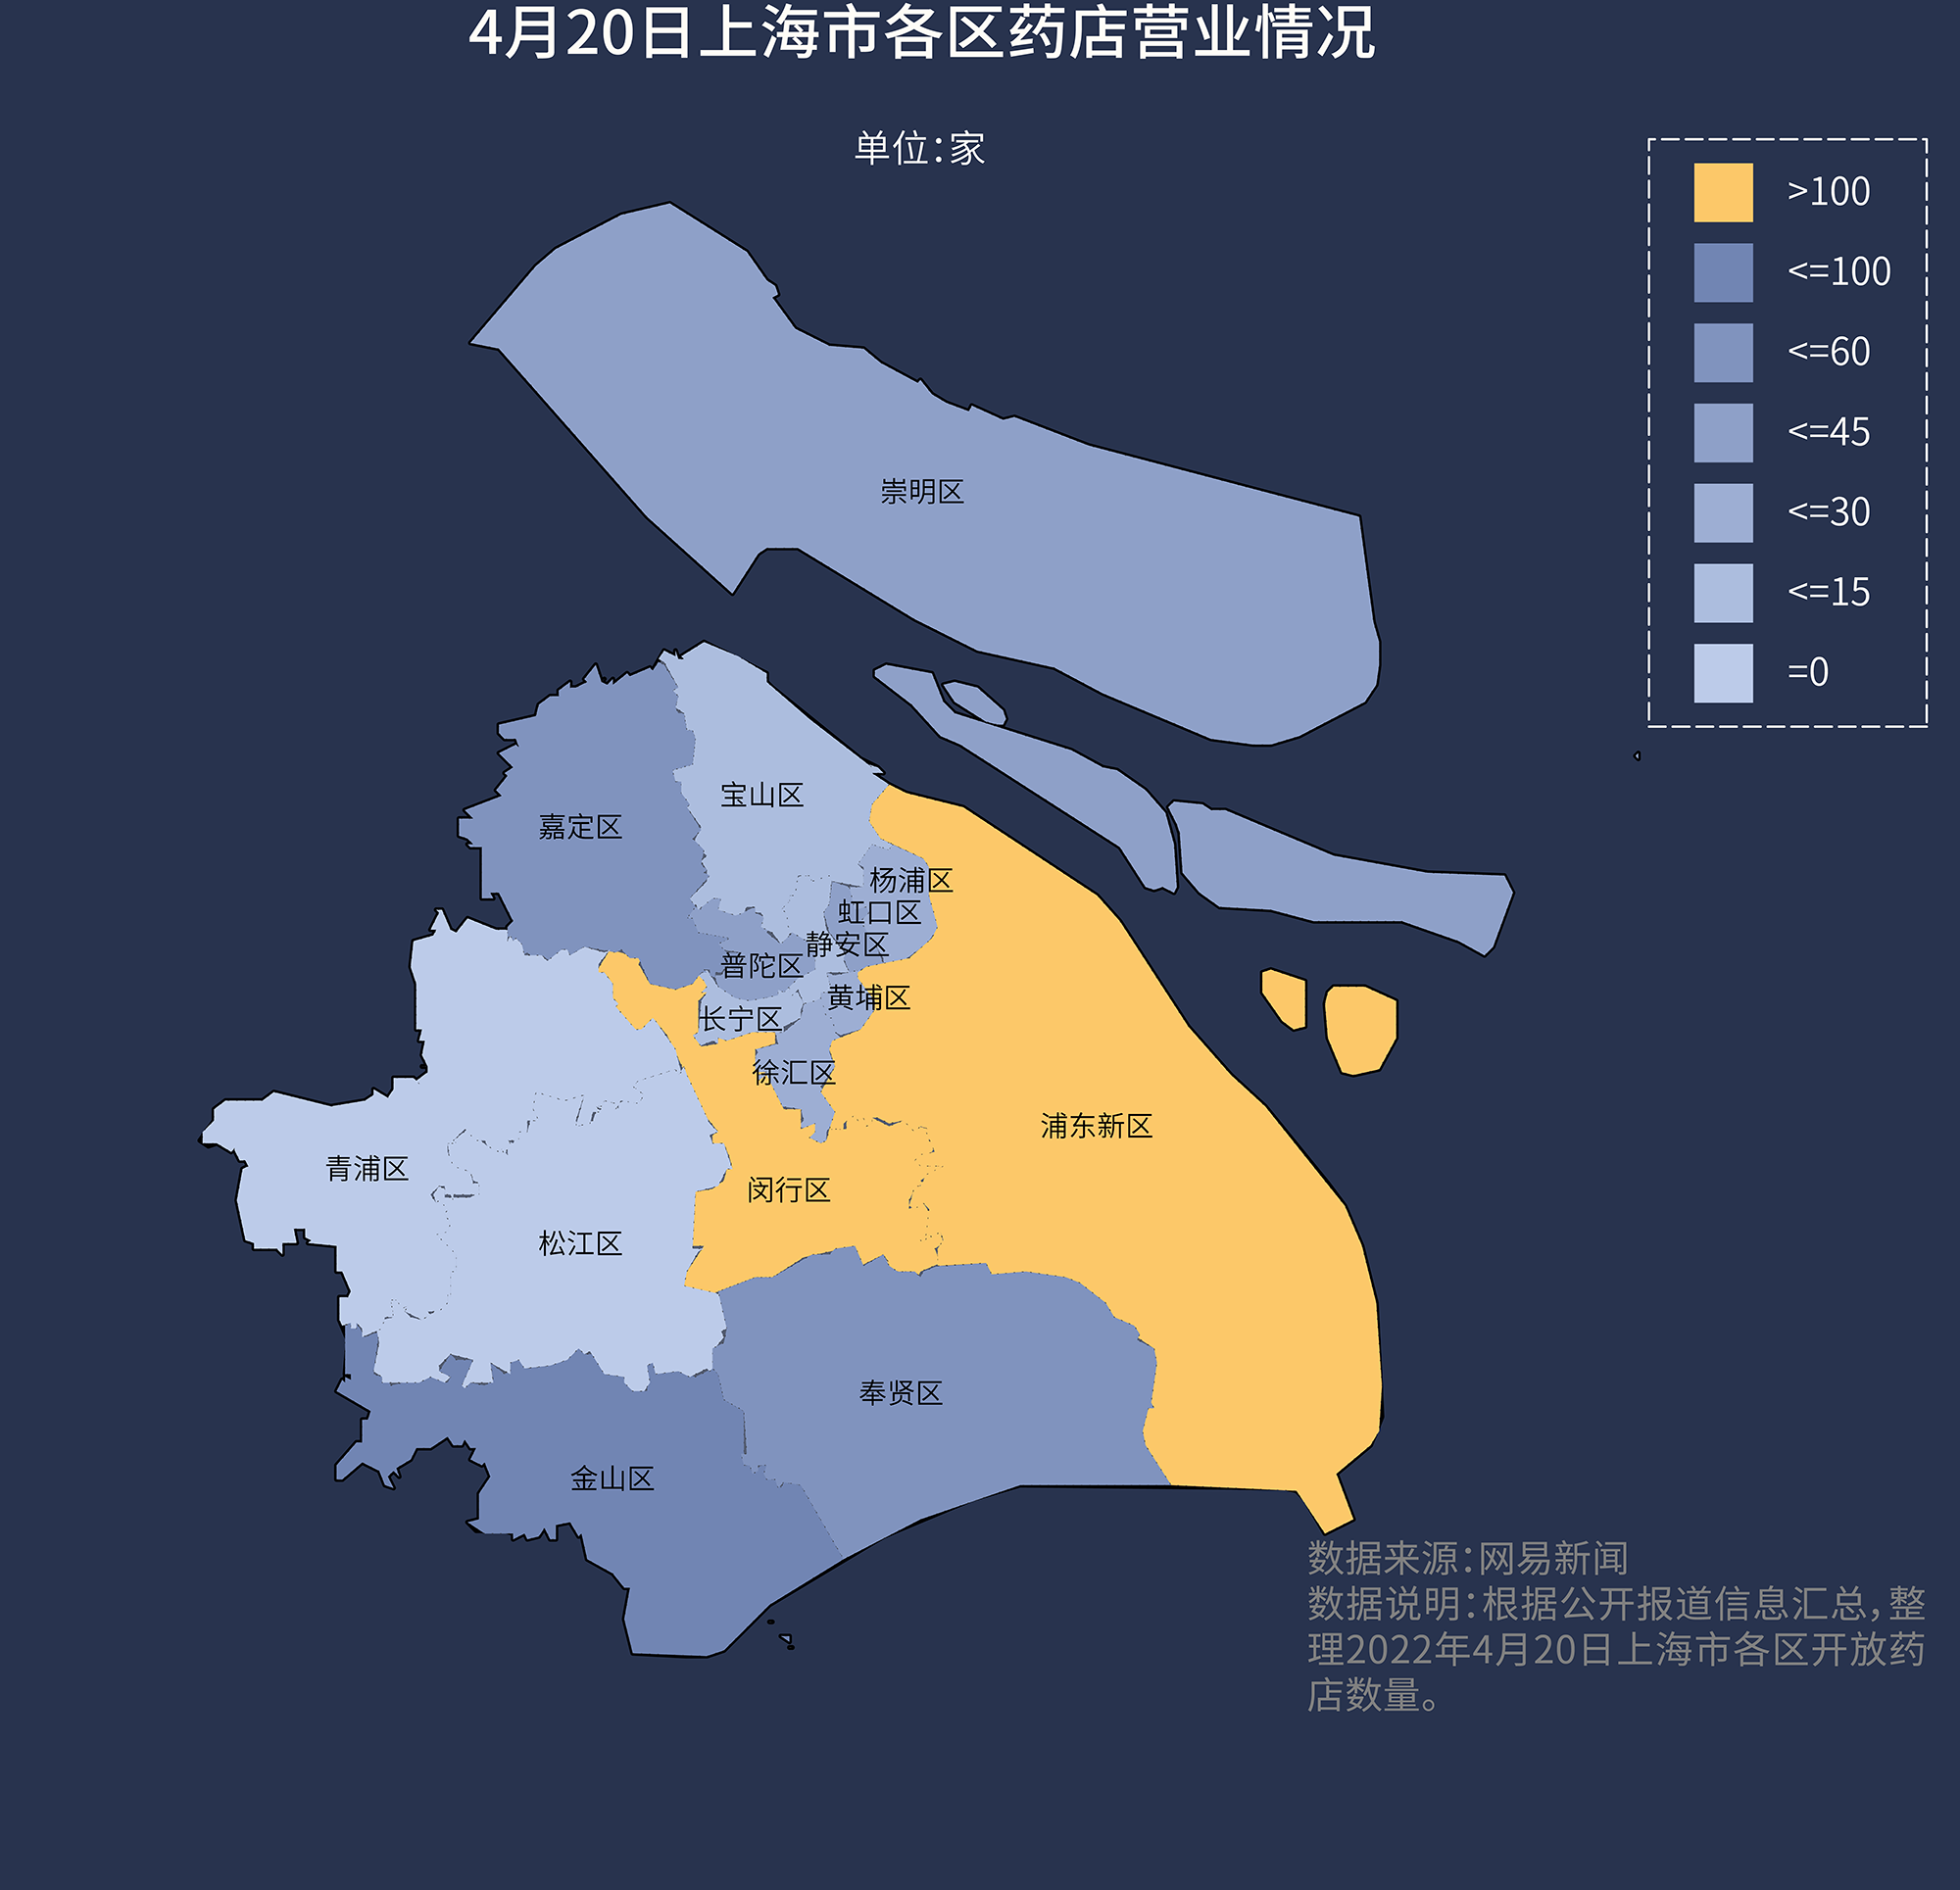 4月20日上海市各区药店营业情况
单位:家
>100
<=100
<=60
<=45
<=30
<=15
=0
崇明区
宝山区
嘉定区
杨浦区
虹口区
静安区
普陀区
黄埔区
长宁区
徐汇区
浦东新区
青浦区
闵行区
松江区
奉贤区
金山区
数据来源:网易新闻
数据说明:根据公开报道信息汇总,整
理2022年4月20日上海市各区开放药
店数量。